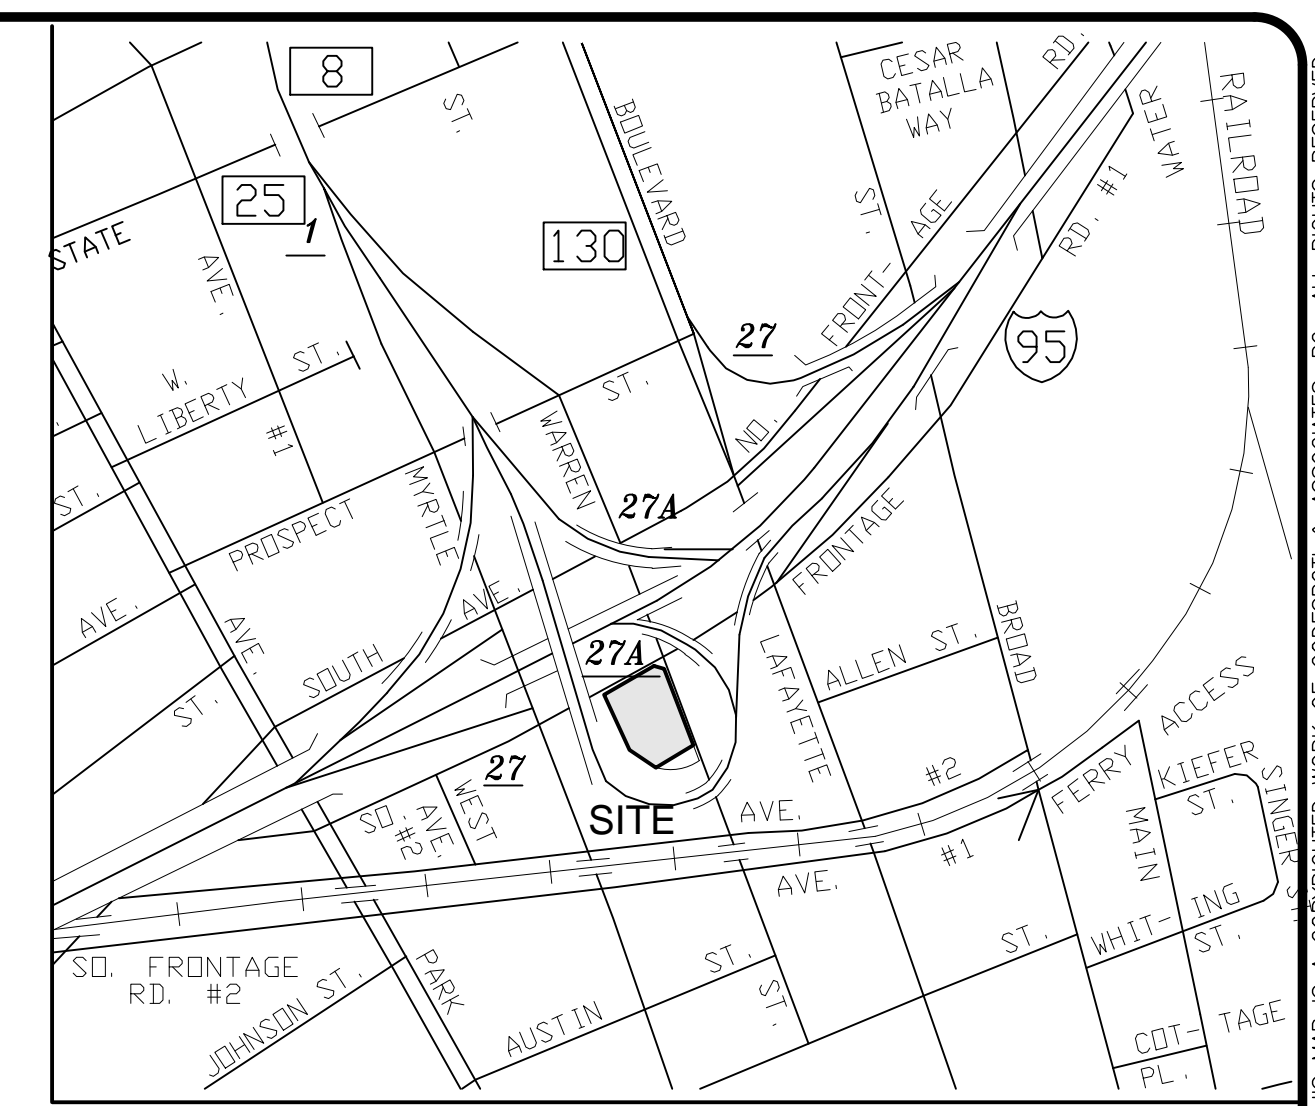 8
ST.
BOULEVARD
CESAR
BATALLA
WAY
RD.
WATER
RAILROAD
25
1
STATE
AVE.
130
ST.
FRONT-
AGE
RD. #1
95
27
W.
LIBERTY
ST.
#1
ST.
NO.
WARREN
27A
MYRTLE
PROSPECT
ST.
FRONTAGE
AVE.
AVE.
AVE.
SOUTH
ST.
27A
LAFAYETTE
ALLEN ST.
BROAD
ACCESS
27
SITE
WEST
AVE.
SO.
#2
AVE.
#2
#1
AVE.
FERRY
KIEFER
ST.
SINGER ST.
MAIN
WHIT- ING
ST.
SO. FRONTAGE
RD. #2
JOHNSON ST.
PARK
AUSTIN
ST.
ST.
ST.
COT- TAGE
PL.